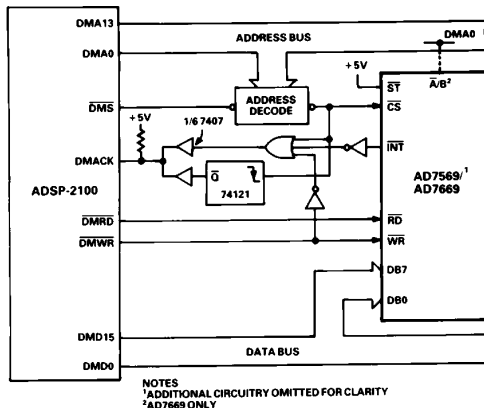 DMA13
ADDRESS BUS
DMA0
DMA0
+5V
ST
A/B²
DMS
ADDRESS
DECODE
CS
+5V
1/6 7407
INT
DMACK
Q
74121
ADSP-2100
AD7569/¹
AD7669
DMRD
RD
DMWR
WR
DB7
DB0
DMD15
DATA BUS
DMD0
NOTES
¹ADDITIONAL CIRCUITRY OMITTED FOR CLARITY
²AD7669 ONLY